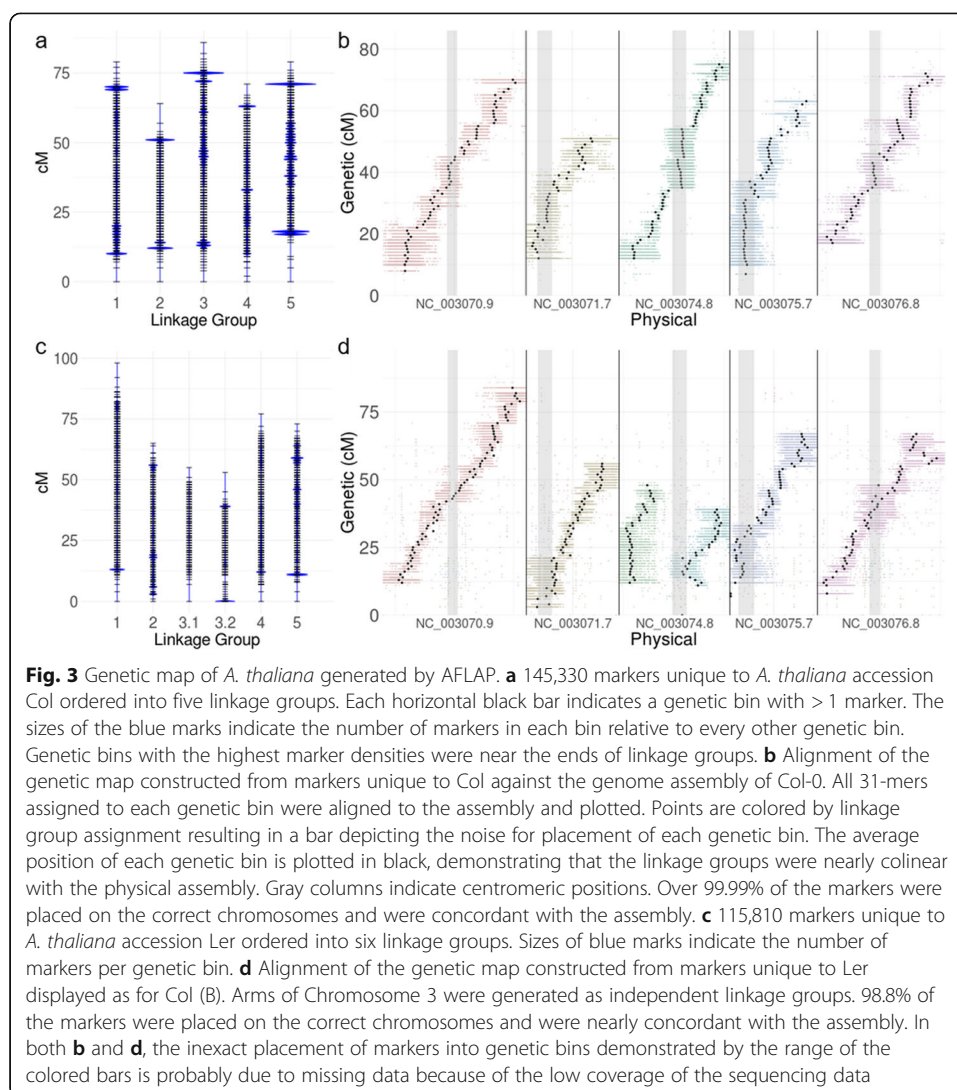 a
75
50
25
0
cM
1 2 3 4 5
Linkage Group
b
80
60
40
20
0
Genetic (cM)
NC_003070.9 NC_003071.7 NC_003074.8 NC_003075.7 NC_003076.8
Physical
c
100
75
50
25
0
cM
1 2 3.1 3.2 4 5
Linkage Group
d
75
50
25
0
Genetic (cM)
NC_003070.9 NC_003071.7 NC_003074.8 NC_003075.7 NC_003076.8
Physical
Fig. 3 Genetic map of A. thaliana generated by AFLAP. a 145,330 markers unique to A. thaliana accession
Col ordered into five linkage groups. Each horizontal black bar indicates a genetic bin with > 1 marker. The
sizes of the blue marks indicate the number of markers in each bin relative to every other genetic bin.
Genetic bins with the highest marker densities were near the ends of linkage groups. b Alignment of the
genetic map constructed from markers unique to Col against the genome assembly of Col-0. All 31-mers
assigned to each genetic bin were aligned to the assembly and plotted. Points are colored by linkage
group assignment resulting in a bar depicting the noise for placement of each genetic bin. The average
position of each genetic bin is plotted in black, demonstrating that the linkage groups were nearly colinear
with the physical assembly. Gray columns indicate centromeric positions. Over 99.99% of the markers were
placed on the correct chromosomes and were concordant with the assembly. c 115,810 markers unique to
A. thaliana accession Ler ordered into six linkage groups. Sizes of blue marks indicate the number of
markers per genetic bin. d Alignment of the genetic map constructed from markers unique to Ler
displayed as for Col (B). Arms of Chromosome 3 were generated as independent linkage groups. 98.8% of
the markers were placed on the correct chromosomes and were nearly concordant with the assembly. In
both b and d, the inexact placement of markers into genetic bins demonstrated by the range of the
colored bars is probably due to missing data because of the low coverage of the sequencing data